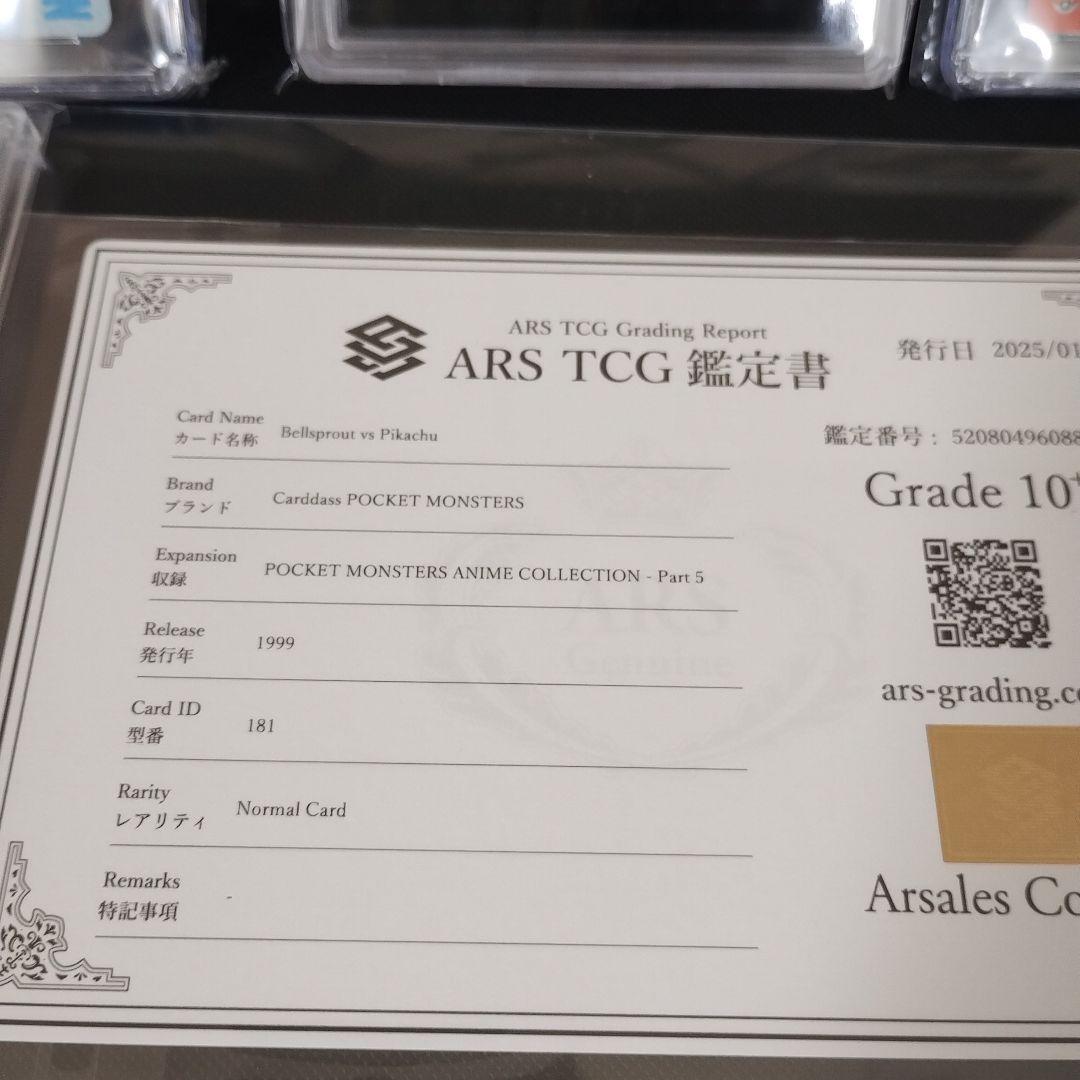 ARS TCG Grading Report
ARS TCG 鑑定書
発行日 2025/01
Card Name
カード名称
Bellsprout vs Pikachu
鑑定番号： 52080496088
Brand
ブランド
Carddass POCKET MONSTERS
Grade 10+
Expansion
収録
POCKET MONSTERS ANIME COLLECTION - Part 5
ARS
Genuine
Release
発行年
1999
ars-grading.co
Card ID
型番
181
Rarity
レアリティ
Normal Card
Arsales Co
Remarks
特記事項
-